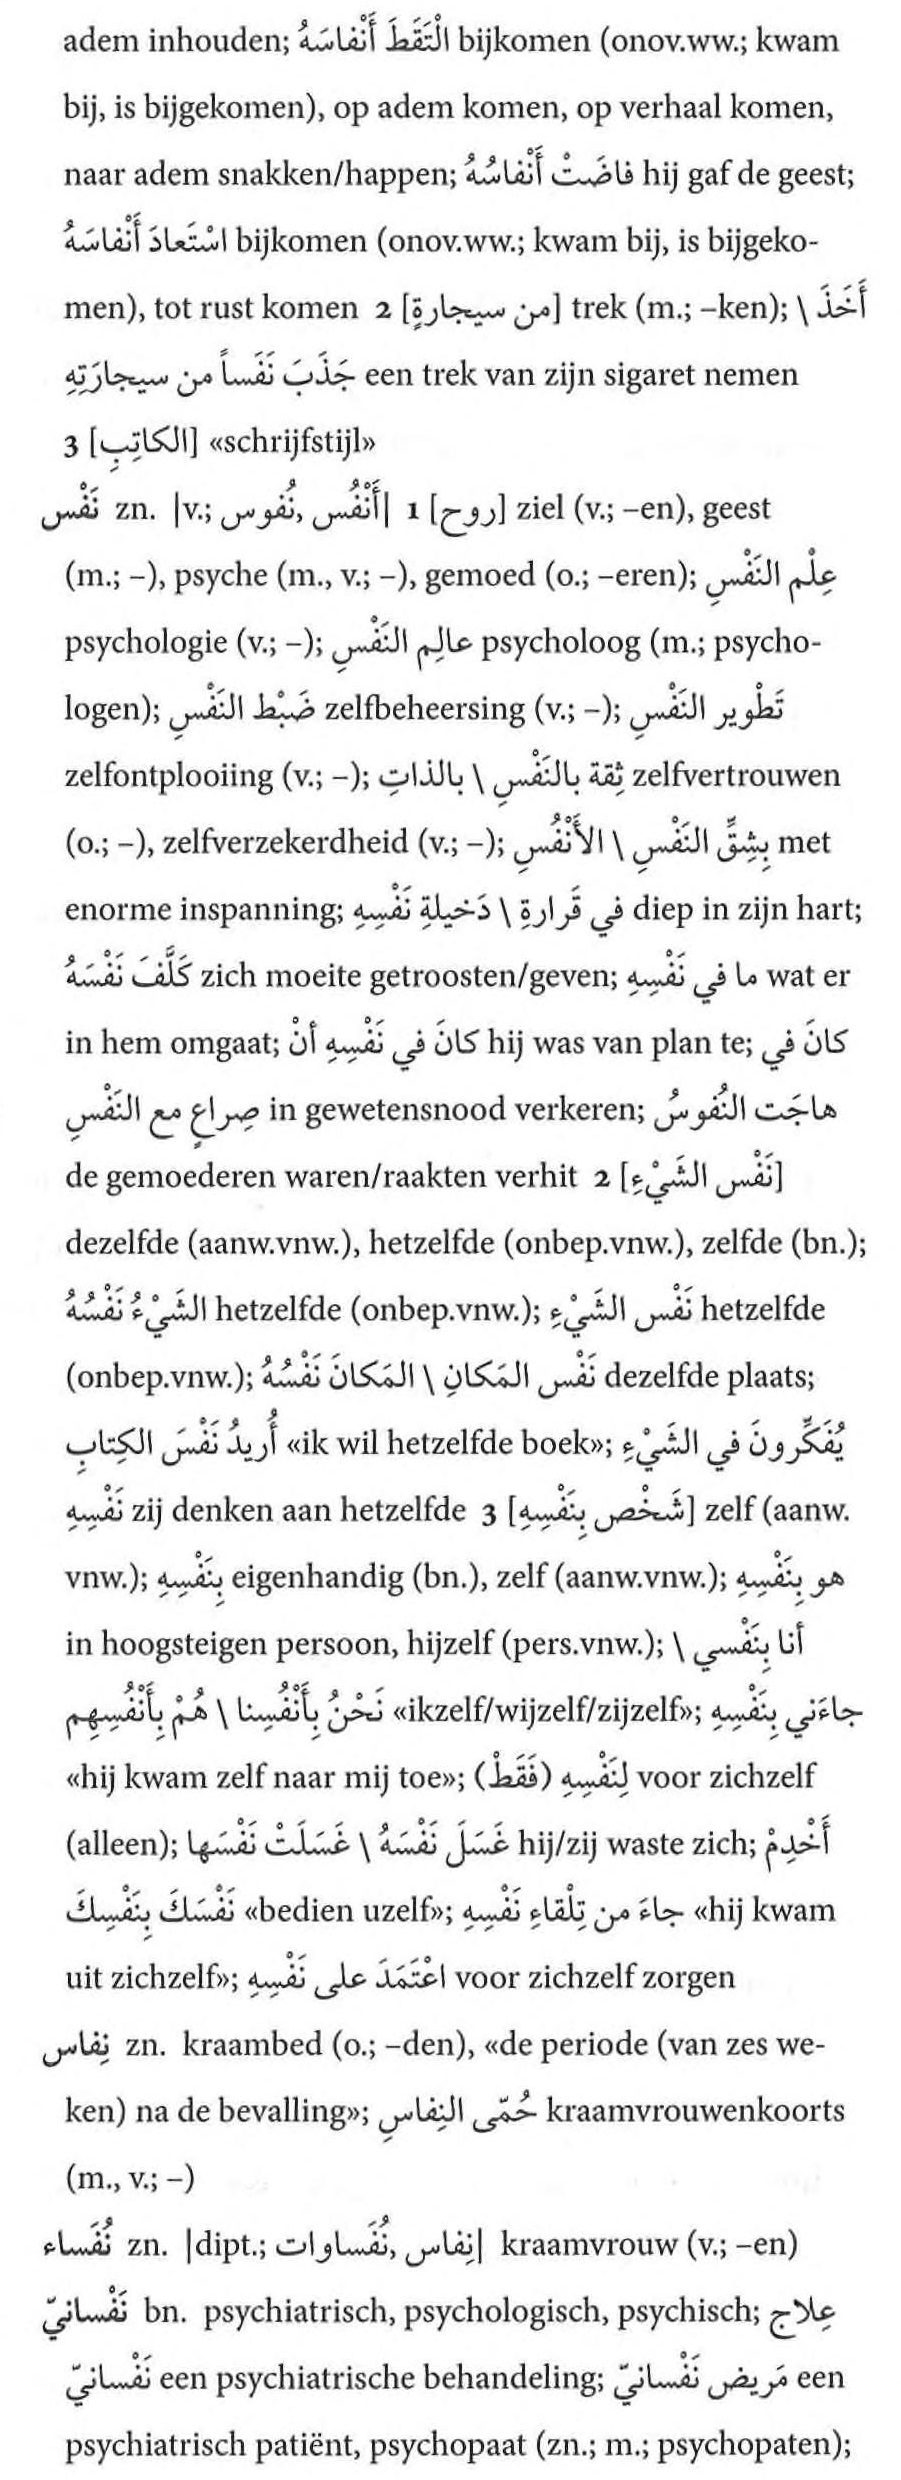 adem inhouden; الْتَقَطَ أَنْفاسَهُ bijkomen (onov.ww.; kwam
bij, is bijgekomen), op adem komen, op verhaal komen,
naar adem snakken/happen; فاضَتْ أَنْفاسُهُ hij gaf de geest;
اسْتَعادَ أَنْفاسَهُ bijkomen (onov.ww.; kwam bij, is bijgeko-
men), tot rust komen 2 [من سيجارةٍ] trek (m.; –ken); أَخَذَ \
جَذَبَ نَفَساً من سيجارَتِهِ een trek van zijn sigaret nemen
3 [الكاتِبِ] «schrijfstijl»
نَفْس zn. |v.; نُفوس, أَنْفُس| 1 [روح] ziel (v.; –en), geest
(m.; –), psyche (m., v.; –), gemoed (o.; –eren); عِلْم النَفْسِ
psychologie (v.; –); عالِم النَفْسِ psycholoog (m.; psycho-
logen); ضَبْط النَفْسِ zelfbeheersing (v.; –); تَطْوير النَفْسِ
zelfontplooiing (v.; –); ثِقة بالنَفْسِ \ بالذاتِ zelfvertrouwen
(o.; –), zelfverzekerdheid (v.; –); بِشِقِّ النَفْسِ \ الأَنْفُسِ met
enorme inspanning; في قَرارةِ \ دَخيلةِ نَفْسِهِ diep in zijn hart;
كَلَّفَ نَفْسَهُ zich moeite getroosten/geven; ما في نَفْسِهِ wat er
in hem omgaat; كانَ في نَفْسِهِ أنْ hij was van plan te; كانَ في
صِراعٍ مع النَفْسِ in gewetensnood verkeren; هاجَت النُفوسُ
de gemoederen waren/raakten verhit 2 [نَفْس الشَيْءِ]
dezelfde (aanw.vnw.), hetzelfde (onbep.vnw.), zelfde (bn.);
الشَيْءُ نَفْسُهُ hetzelfde (onbep.vnw.); نَفْس الشَيْءِ hetzelfde
(onbep.vnw.); نَفْس المَكانِ \ المَكانَ نَفْسُهُ dezelfde plaats;
أُريدُ نَفْسَ الكِتابِ «ik wil hetzelfde boek»; يُفَكِّرونَ في الشَيْءِ
نَفْسِهِ zij denken aan hetzelfde 3 [شَخْص بِنَفْسِهِ] zelf (aanw.
vnw.); بِنَفْسِهِ eigenhandig (bn.), zelf (aanw.vnw.); هو بِنَفْسِهِ
in hoogsteigen persoon, hijzelf (pers.vnw.); أنا بِنَفْسي \
نَحْنُ بِأَنْفُسِنا \ هُمْ بِأَنْفُسِهِم «ikzelf/wijzelf/zijzelf»; جاءَني بِنَفْسِهِ
«hij kwam zelf naar mij toe»; لِنَفْسِهِ (فَقَطْ) voor zichzelf
(alleen); غَسَلَ نَفْسَهُ \ غَسَلَتْ نَفْسَها hij/zij waste zich; أَخْدِمْ
نَفْسَكَ بِنَفْسِكَ «bedien uzelf»; جاءَ من تِلْقاءِ نَفْسِهِ «hij kwam
uit zichzelf»; اعْتَمَدَ على نَفْسِهِ voor zichzelf zorgen
نِفاس zn. kraambed (o.; –den), «de periode (van zes we-
ken) na de bevalling»; حُمّى النِفاسِ kraamvrouwenkoorts
(m., v.; –)
نُفَساء zn. |dipt.; نُفَساوات, نِفاس| kraamvrouw (v.; –en)
نَفْسانيّ bn. psychiatrisch, psychologisch, psychisch; عِلاج
نَفْسانيّ een psychiatrische behandeling; مَريض نَفْسانيّ een
psychiatrisch patiënt, psychopaat (zn.; m.; psychopaten);